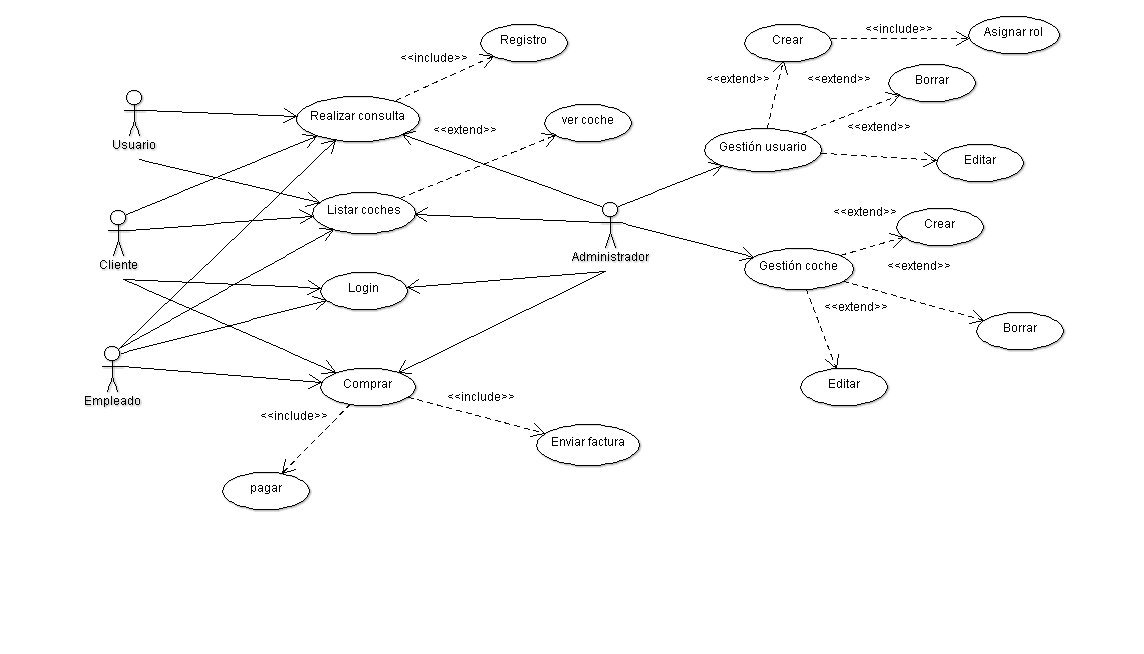 Registro
<<include>>
Crear
<<include>>
Asignar rol
<<extend>>
<<extend>>
Borrar
Realizar consulta
<<extend>>
ver coche
<<extend>>
Usuario
Gestión usuario
Editar
Listar coches
<<extend>>
Crear
Cliente
Administrador
Gestión coche
<<extend>>
Login
<<extend>>
Borrar
Empleado
Comprar
Editar
<<include>>
<<include>>
Enviar factura
pagar